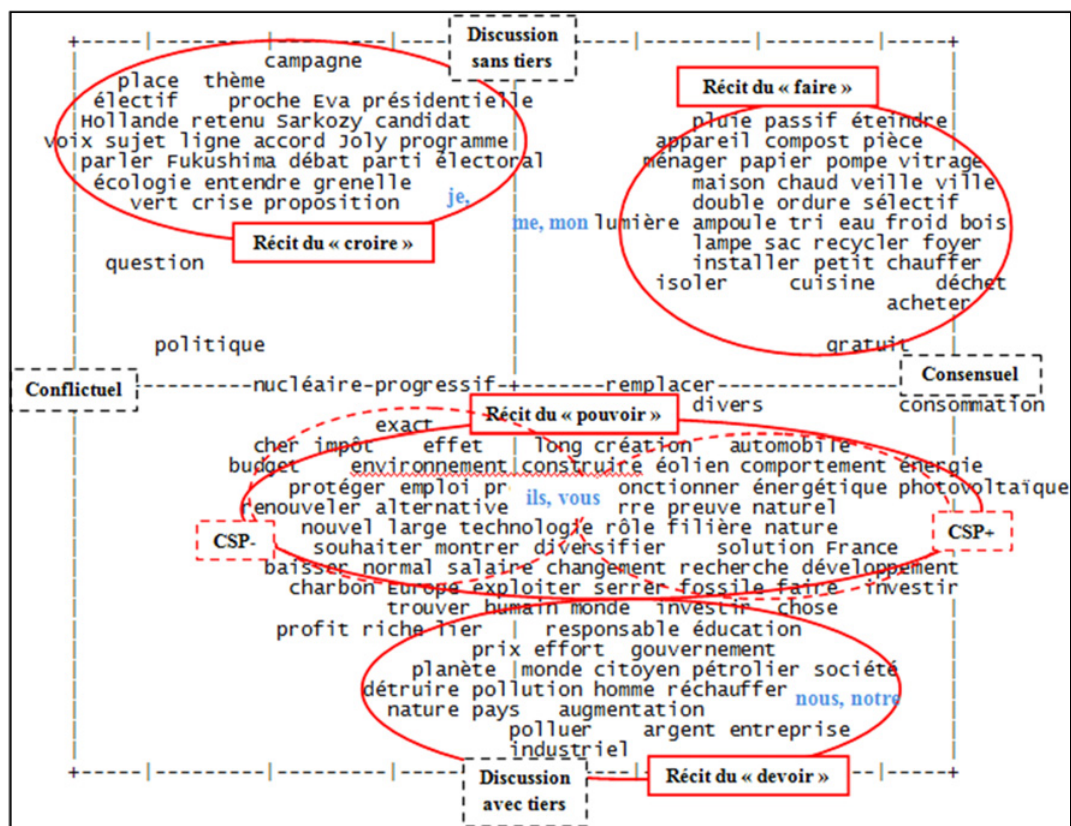 Discussion
sans tiers
campagne
place thème
électif proche Eva présidentielle
Hollande retenu Sarkozy candidat
voix sujet ligne accord Joly programme
parler Fukushima débat parti électoral
écologie entendre grenelle
vert crise proposition
je,
Récit du « croire »
question
politique
Récit du « faire »
pluie passif éteindre
appareil compost pièce
ménager papier pompe vitrage
maison chaud veille ville
double ordure sélectif
me, mon lumière ampoule tri eau froid bois
lampe sac recycler foyer
installer petit chauffer
isoler cuisine déchet
acheter
gratuit
Conflictuel nucléaire-progressif remplacer Consensuel
divers consommation
Récit du « pouvoir »
exact
cher impôt effet long création automobile
budget environnement construire éolien comportement énergie
protéger emploi pr ils, vous onctionner énergétique photovoltaïque
renouveler alternative rre preuve naturel
nouvel large technologie rôle filière nature
CSP- CSP+
souhaiter montrer diversifier solution France
baisser normal salaire changement recherche développement
charbon Europe exploiter serrer fossile faire investir
trouver humain monde investir chose
profit riche lier responsable éducation
prix effort gouvernement
planète monde citoyen pétrolier société
détruire pollution homme réchauffer nous, notre
nature pays augmentation
polluer argent entreprise
industriel
Discussion
avec tiers
Récit du « devoir »